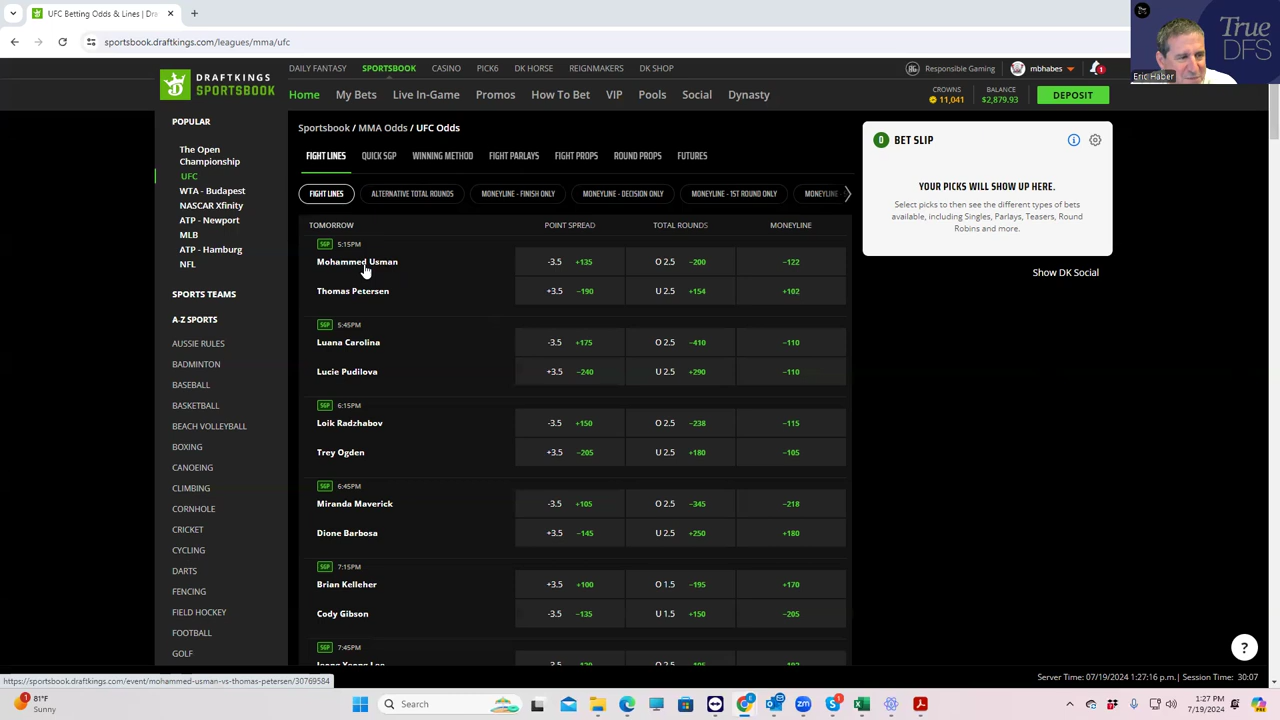 UFC Betting Odds & Lines | Dra
sportsbook.draftkings.com/leagues/mma/ufc
True
DFS
Eric Haber
DRAFTKINGS
SPORTSBOOK
DAILY FANTASY SPORTSBOOK CASINO PICK6 DK HORSE REIGNMAKERS DK SHOP
Responsible Gaming mbhabes 1
Home My Bets Live In-Game Promos How To Bet VIP Pools Social Dynasty
CROWNS
11,041
BALANCE
$2,879.93
DEPOSIT
POPULAR
The Open
Championship
UFC
WTA - Budapest
NASCAR Xfinity
ATP - Newport
MLB
ATP - Hamburg
NFL
SPORTS TEAMS
A-Z SPORTS
AUSSIE RULES
BADMINTON
BASEBALL
BASKETBALL
BEACH VOLLEYBALL
BOXING
CANOEING
CLIMBING
CORNHOLE
CRICKET
CYCLING
DARTS
FENCING
FIELD HOCKEY
FOOTBALL
GOLF
Sportsbook / MMA Odds / UFC Odds
FIGHT LINES QUICK SGP WINNING METHOD FIGHT PARLAYS FIGHT PROPS ROUND PROPS FUTURES
FIGHT LINES ALTERNATIVE TOTAL ROUNDS MONEYLINE - FINISH ONLY MONEYLINE - DECISION ONLY MONEYLINE - 1ST ROUND ONLY MONEYLINE
TOMORROW POINT SPREAD TOTAL ROUNDS MONEYLINE
SGP 5:15PM
Mohammed Usman -3.5 +135 O 2.5 −200 −122
Thomas Petersen +3.5 −190 U 2.5 +154 +102
SGP 5:45PM
Luana Carolina -3.5 +175 O 2.5 −410 −110
Lucie Pudilova +3.5 −240 U 2.5 +290 −110
SGP 6:15PM
Loik Radzhabov -3.5 +150 O 2.5 −238 −115
Trey Ogden +3.5 −205 U 2.5 +180 −105
SGP 6:45PM
Miranda Maverick -3.5 +105 O 2.5 −345 −218
Dione Barbosa +3.5 −145 U 2.5 +250 +180
SGP 7:15PM
Brian Kelleher +3.5 +100 O 1.5 −195 +170
Cody Gibson -3.5 −135 U 1.5 +150 −205
SGP 7:45PM
0 BET SLIP
YOUR PICKS WILL SHOW UP HERE.
Select picks to then see the different types of bets
available, including Singles, Parlays, Teasers, Round
Robins and more.
Show DK Social
?
https://sportsbook.draftkings.com/event/mohammed-usman-vs-thomas-petersen/30769584
Server Time: 07/19/2024 1:27:16 p.m. | Session Time: 30:07
81°F
Sunny
Search
1:27 PM
7/19/2024